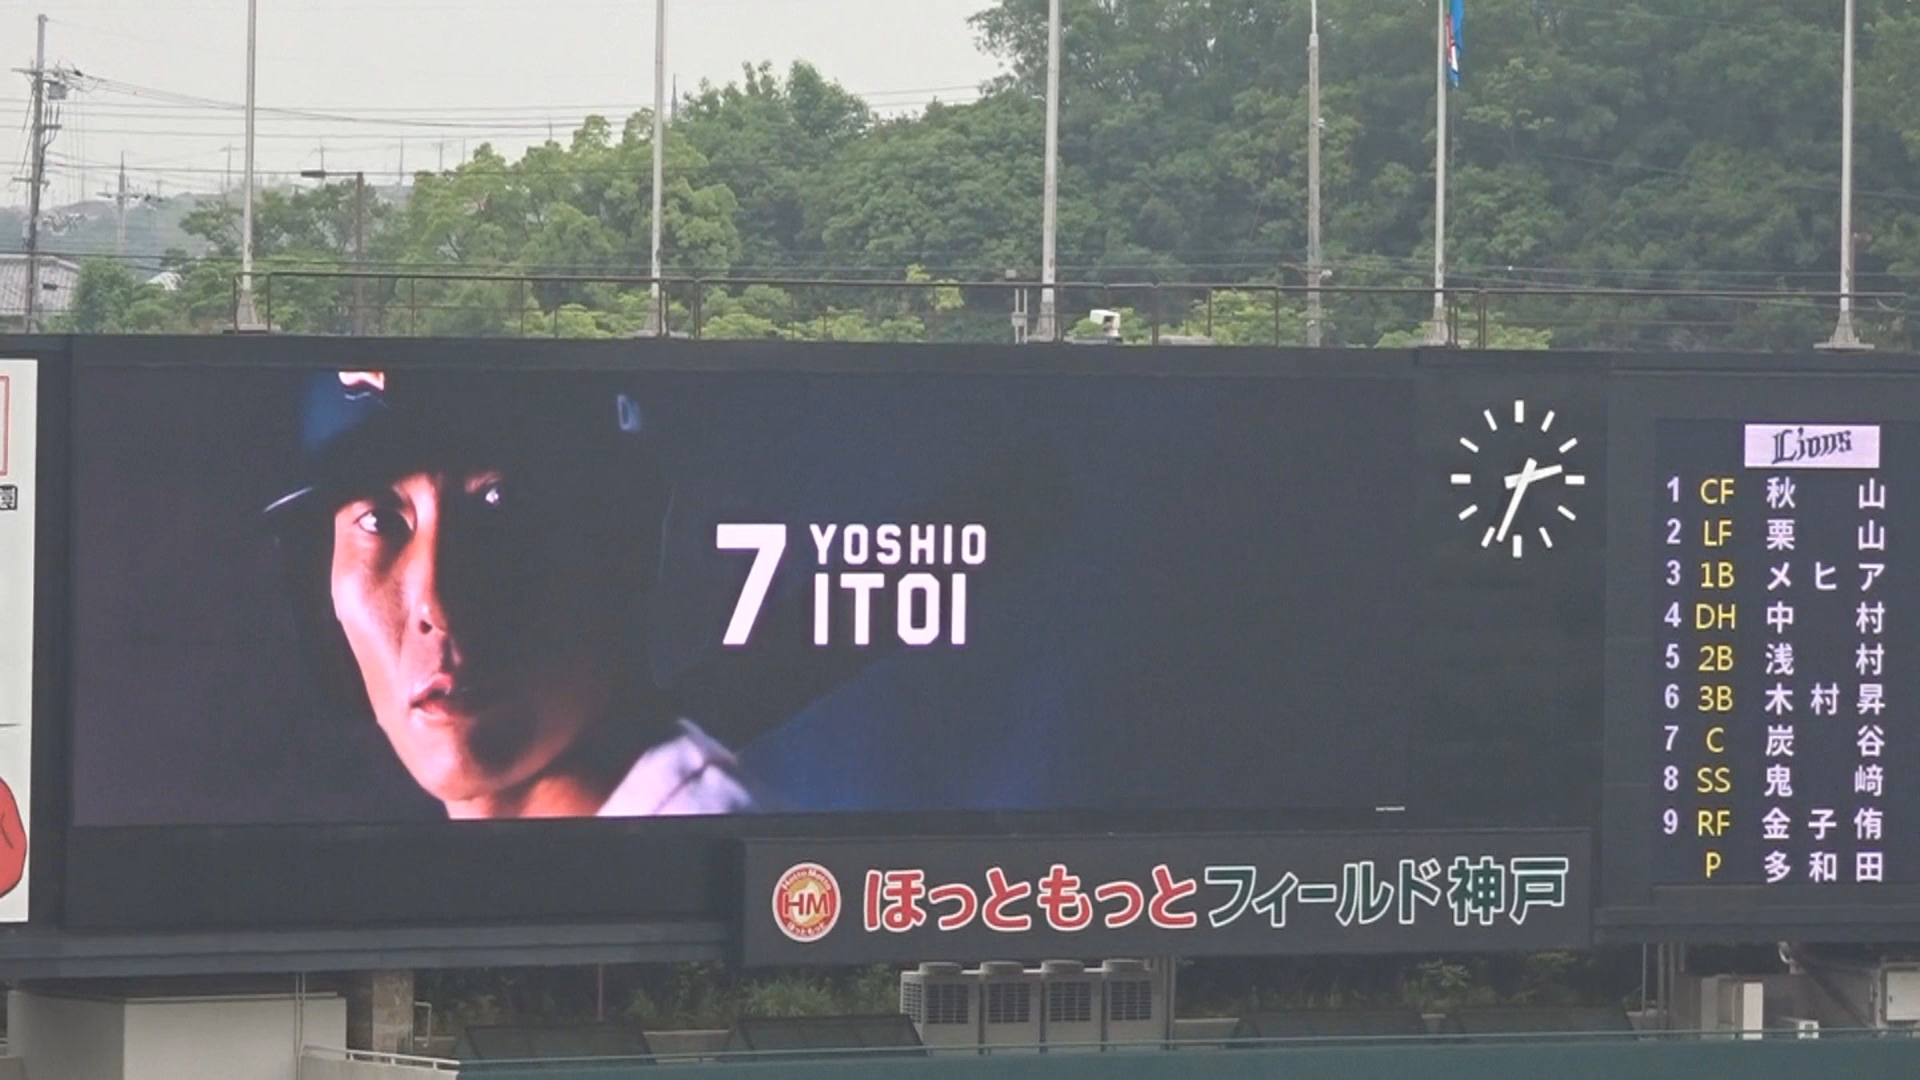 7 YOSHIO
ITOI
Lions
1 CF 秋山
2 LF 栗山
3 1B メヒア
4 DH 中村
5 2B 浅村
6 3B 木村昇
7 C 炭谷
8 SS 鬼﨑
9 RF 金子侑
P 多和田
HM
ほっともっとフィールド神戸